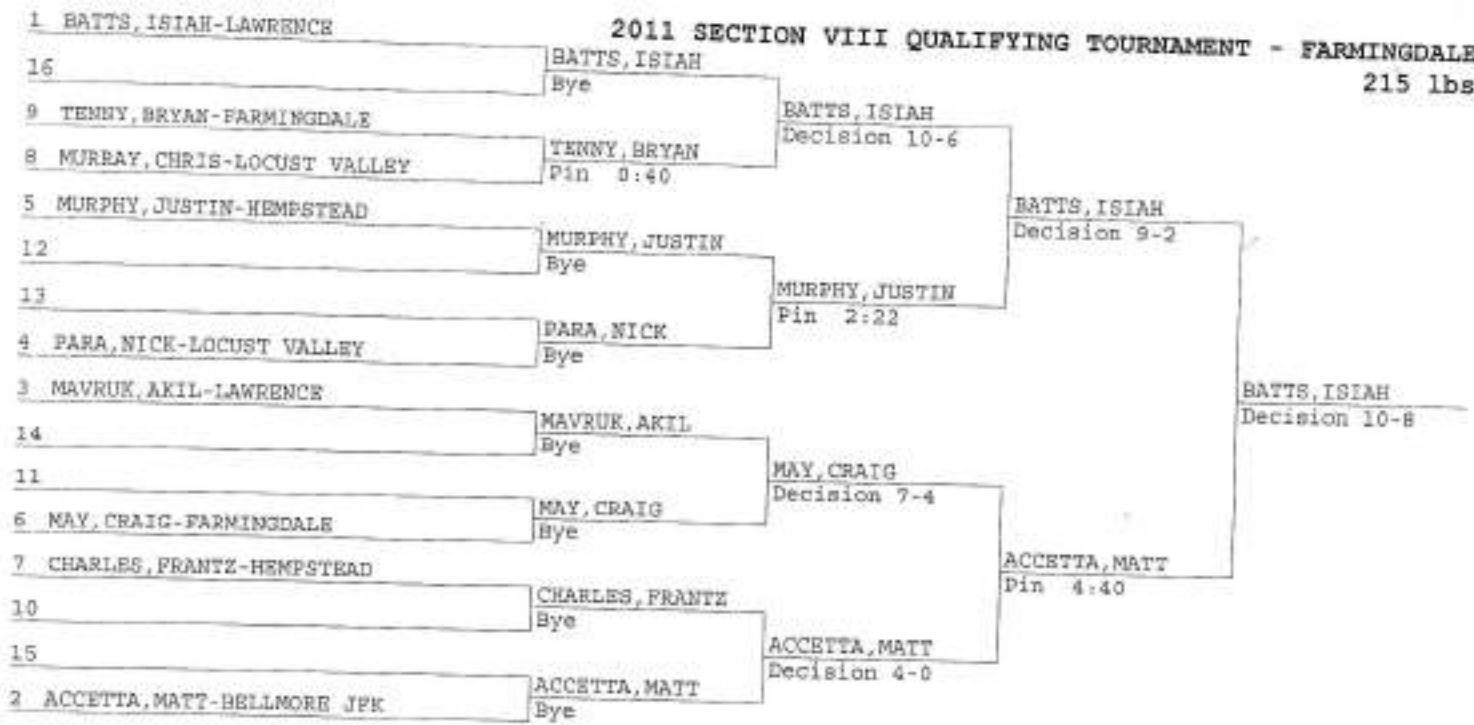 2011 SECTION VIII QUALIFYING TOURNAMENT - FARMINGDALE
215 lbs
1 BATTS,ISIAH-LAWRENCE
16
9 TENNY,BRYAN-FARMINGDALE
8 MURRAY,CHRIS-LOCUST VALLEY
5 MURPHY,JUSTIN-HEMPSTEAD
12
13
4 PARA,NICK-LOCUST VALLEY
3 MAVRUK,AKIL-LAWRENCE
14
11
6 MAY,CRAIG-FARMINGDALE
7 CHARLES,FRANTZ-HEMPSTEAD
10
15
2 ACCETTA,MATT-BELLMORE JFK
BATTS,ISIAH
Bye
TENNY,BRYAN
Pin 0:40
MURPHY,JUSTIN
Bye
PARA,NICK
Bye
MAVRUK,AKIL
Bye
MAY,CRAIG
Bye
CHARLES,FRANTZ
Bye
ACCETTA,MATT
Bye
BATTS,ISIAH
Decision 10-6
MURPHY,JUSTIN
Pin 2:22
MAY,CRAIG
Decision 7-4
ACCETTA,MATT
Decision 4-0
BATTS,ISIAH
Decision 9-2
ACCETTA,MATT
Pin 4:40
BATTS,ISIAH
Decision 10-8